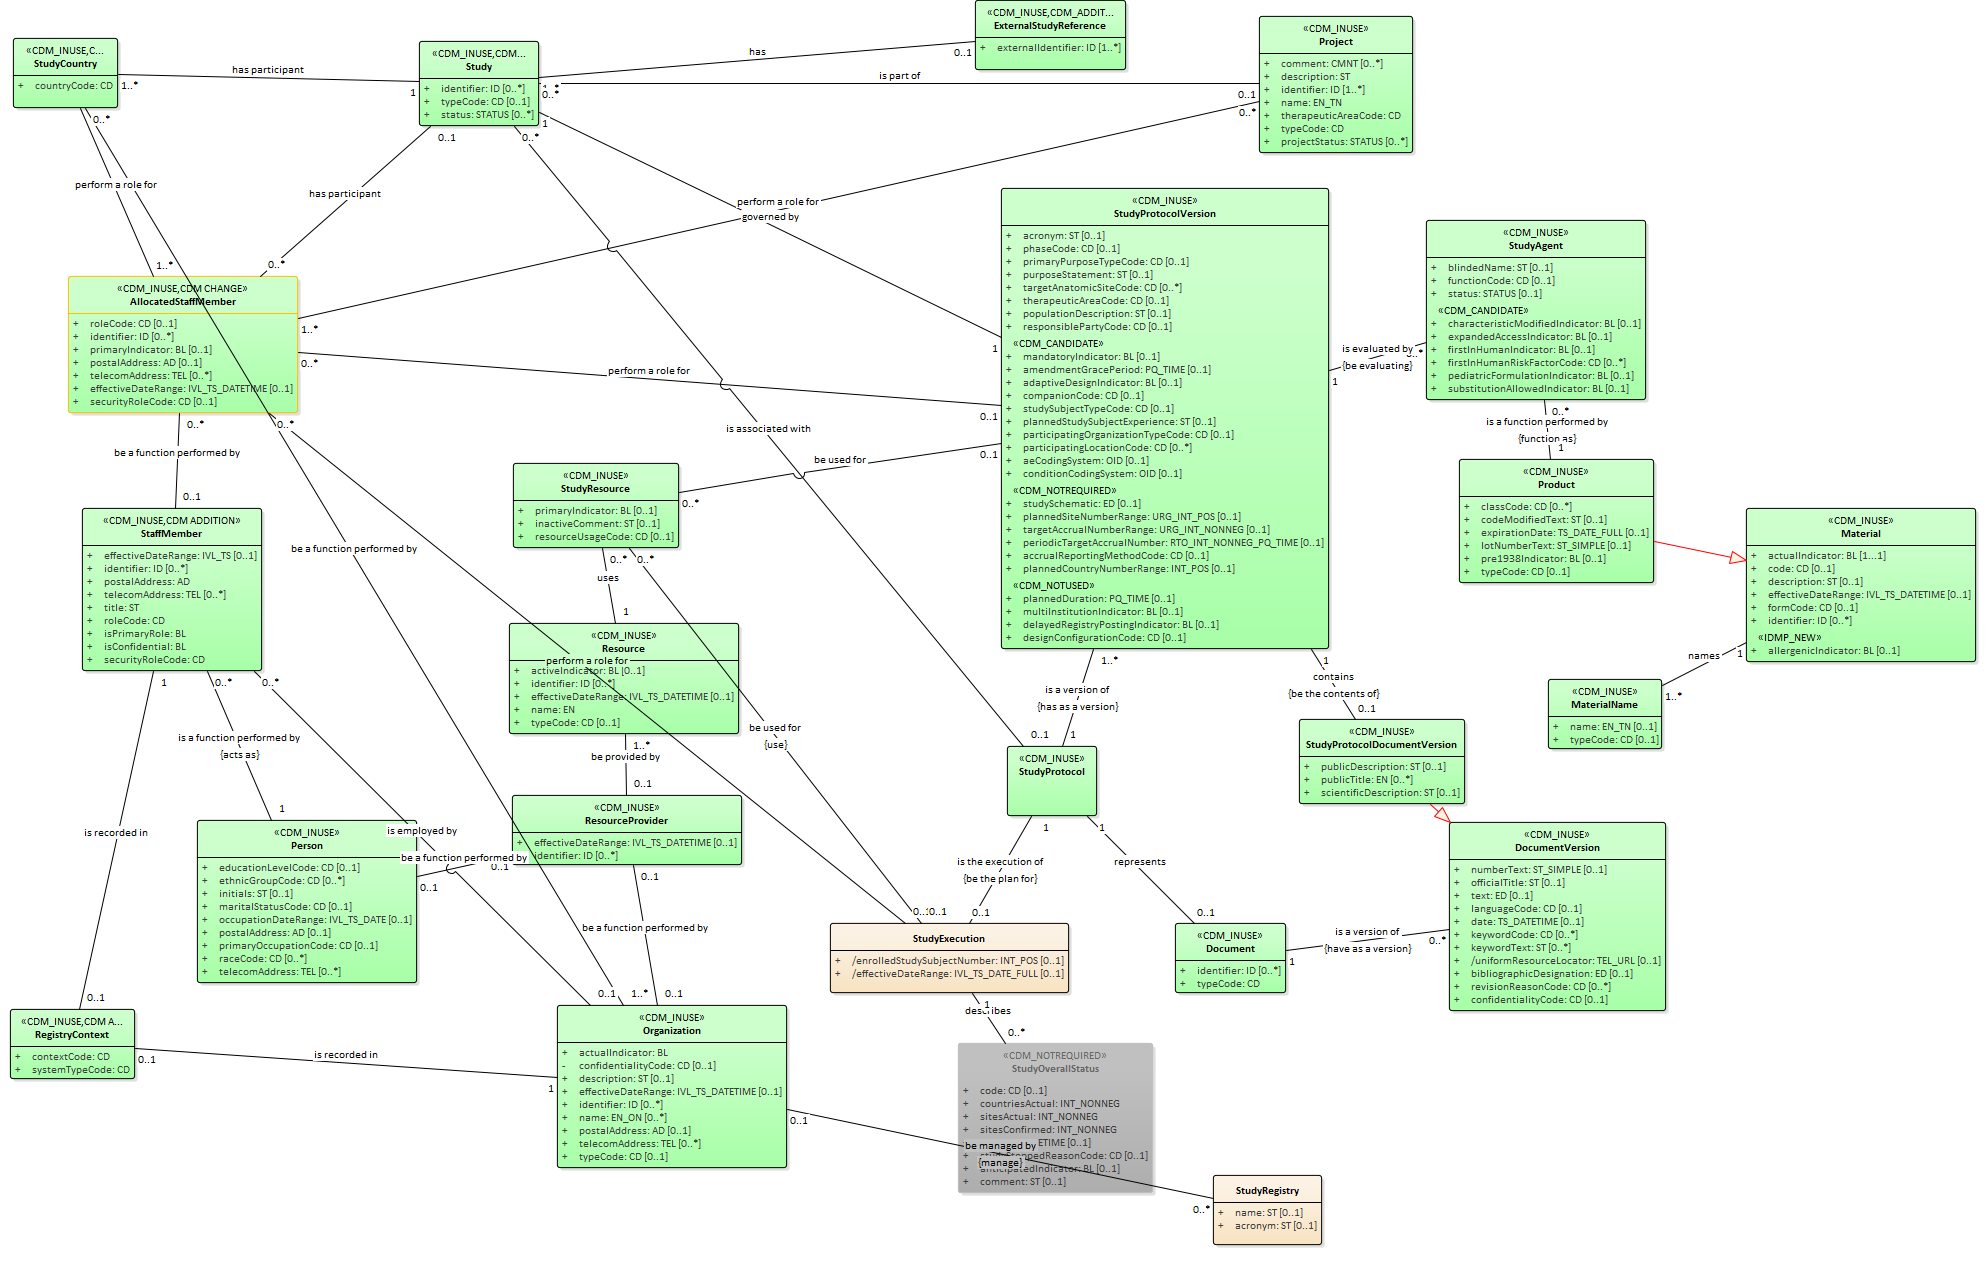 «CDM_INUSE,C...
StudyCountry
+ countryCode: CD
«CDM_INUSE,CDM...
Study
+ identifier: ID [0..*]
+ typeCode: CD [0..1]
+ status: STATUS [0..*]
«CDM_INUSE,CDM_ADDIT...
ExternalStudyReference
+ externalIdentifier: ID [1..*]
«CDM_INUSE»
Project
+ comment: CMNT [0..*]
+ description: ST
+ identifier: ID [1..*]
+ name: EN_TN
+ therapeuticAreaCode: CD
+ typeCode: CD
+ projectStatus: STATUS [0..*]
has participant
1..*
1
has
0..1
is part of
0..*
0..1
0..*
1
0..*
0..1
0..*
perform a role for
has participant
1..*
0..*
perform a role for
governed by
1..*
0..*
perform a role for
1
0..1
«CDM_INUSE,CDM CHANGE»
AllocatedStaffMember
+ roleCode: CD [0..1]
+ identifier: ID [0..*]
+ primaryIndicator: BL [0..1]
+ postalAddress: AD [0..1]
+ telecomAddress: TEL [0..*]
+ effectiveDateRange: IVL_TS_DATETIME [0..1]
+ securityRoleCode: CD [0..1]
«CDM_INUSE»
StudyProtocolVersion
+ acronym: ST [0..1]
+ phaseCode: CD [0..1]
+ primaryPurposeTypeCode: CD [0..1]
+ purposeStatement: ST [0..1]
+ targetAnatomicSiteCode: CD [0..*]
+ therapeuticAreaCode: CD [0..1]
+ populationDescription: ST [0..1]
+ responsiblePartyCode: CD [0..1]
«CDM_CANDIDATE»
+ mandatoryIndicator: BL [0..1]
+ amendmentGracePeriod: PQ_TIME [0..1]
+ adaptiveDesignIndicator: BL [0..1]
+ companionCode: CD [0..1]
+ studySubjectTypeCode: CD [0..1]
+ plannedStudySubjectExperience: ST [0..1]
+ participatingOrganizationTypeCode: CD [0..1]
+ participatingLocationCode: CD [0..*]
+ aeCodingSystem: OID [0..1]
+ conditionCodingSystem: OID [0..1]
«CDM_NOTREQUIRED»
+ studySchematic: ED [0..1]
+ plannedSiteNumberRange: URG_INT_POS [0..1]
+ targetAccrualNumberRange: URG_INT_NONNEG [0..1]
+ periodicTargetAccrualNumber: RTO_INT_NONNEG_PQ_TIME [0..1]
+ accrualReportingMethodCode: CD [0..1]
+ plannedCountryNumberRange: INT_POS [0..1]
«CDM_NOTUSED»
+ plannedDuration: PQ_TIME [0..1]
+ multiInstitutionIndicator: BL [0..1]
+ delayedRegistryPostingIndicator: BL [0..1]
+ designConfigurationCode: CD [0..1]
«CDM_INUSE»
StudyAgent
+ blindedName: ST [0..1]
+ functionCode: CD [0..1]
+ status: STATUS [0..1]
«CDM_CANDIDATE»
+ characteristicModifiedIndicator: BL [0..1]
+ expandedAccessIndicator: BL [0..1]
+ firstInHumanIndicator: BL [0..1]
+ firstInHumanRiskFactorCode: CD [0..*]
+ pediatricFormulationIndicator: BL [0..1]
+ substitutionAllowedIndicator: BL [0..1]
is evaluated by
0..*
{be evaluating}
1
0..*
is a function performed by
{function as}
1
«CDM_INUSE»
Product
+ classCode: CD [0..*]
+ codeModifiedText: ST [0..1]
+ expirationDate: TS_DATE_FULL [0..1]
+ lotNumberText: ST_SIMPLE [0..1]
+ pre1938Indicator: BL [0..1]
+ typeCode: CD [0..1]
«CDM_INUSE»
Material
+ actualIndicator: BL [1...1]
+ code: CD [0..1]
+ description: ST [0..1]
+ effectiveDateRange: IVL_TS_DATETIME [0..1]
+ formCode: CD [0..1]
+ identifier: ID [0..*]
«IDMP_NEW»
+ allergenicIndicator: BL [0..1]
names
1
1..*
«CDM_INUSE»
MaterialName
+ name: EN_TN [0..1]
+ typeCode: CD [0..1]
0..*
0..*
be a function performed by
0..1
is associated with
be used for
0..1
0..*
«CDM_INUSE»
StudyResource
+ primaryIndicator: BL [0..1]
+ inactiveComment: ST [0..1]
+ resourceUsageCode: CD [0..1]
be a function performed by
«CDM_INUSE,CDM ADDITION»
StaffMember
+ effectiveDateRange: IVL_TS [0..1]
+ identifier: ID [0..*]
+ postalAddress: AD
+ telecomAddress: TEL [0..*]
+ title: ST
+ roleCode: CD
+ isPrimaryRole: BL
+ isConfidential: BL
+ securityRoleCode: CD
0..*
0..*
uses
1
«CDM_INUSE»
Resource
perform a role for
+ activeIndicator: BL [0..1]
+ identifier: ID [0..*]
+ effectiveDateRange: IVL_TS_DATETIME [0..1]
+ name: EN
+ typeCode: CD [0..1]
be used for
{use}
1..*
be provided by
0..1
1
0..*
0..*
is a function performed by
{acts as}
1
is recorded in
0..1
is employed by
be a function performed by
0..1
0..1
«CDM_INUSE»
ResourceProvider
+ effectiveDateRange: IVL_TS_DATETIME [0..1]
identifier: ID [0..*]
«CDM_INUSE»
Person
+ educationLevelCode: CD [0..1]
+ ethnicGroupCode: CD [0..*]
+ initials: ST [0..1]
+ maritalStatusCode: CD [0..1]
+ occupationDateRange: IVL_TS_DATE [0..1]
+ postalAddress: AD [0..1]
+ primaryOccupationCode: CD [0..1]
+ raceCode: CD [0..*]
+ telecomAddress: TEL [0..*]
0..1
be a function performed by
0..1
1..*
0..1
1..*
is a version of
{has as a version}
0..1
1
«CDM_INUSE»
StudyProtocol
1
contains
{be the contents of}
0..1
«CDM_INUSE»
StudyProtocolDocumentVersion
+ publicDescription: ST [0..1]
+ publicTitle: EN [0..*]
+ scientificDescription: ST [0..1]
1
is the execution of
{be the plan for}
0..1
1
represents
0..1
0..1
0..1
«CDM_INUSE»
DocumentVersion
+ numberText: ST_SIMPLE [0..1]
+ officialTitle: ST [0..1]
+ text: ED [0..1]
+ languageCode: CD [0..1]
+ date: TS_DATETIME [0..1]
+ keywordCode: CD [0..*]
+ keywordText: ST [0..*]
+ /uniformResourceLocator: TEL_URL [0..1]
+ bibliographicDesignation: ED [0..1]
+ revisionReasonCode: CD [0..*]
+ confidentialityCode: CD [0..1]
StudyExecution
+ /enrolledStudySubjectNumber: INT_POS [0..1]
+ /effectiveDateRange: IVL_TS_DATE_FULL [0..1]
«CDM_INUSE»
Document
+ identifier: ID [0..*]
+ typeCode: CD
is a version of
{have as a version}
0..*
1
1
describes
0..*
«CDM_INUSE,CDM A...
RegistryContext
+ contextCode: CD
+ systemTypeCode: CD
is recorded in
0..1
1
«CDM_INUSE»
Organization
+ actualIndicator: BL
- confidentialityCode: CD [0..1]
+ description: ST [0..1]
+ effectiveDateRange: IVL_TS_DATETIME [0..1]
+ identifier: ID [0..*]
+ name: EN_ON [0..*]
+ postalAddress: AD [0..1]
+ telecomAddress: TEL [0..*]
+ typeCode: CD [0..1]
«CDM_NOTREQUIRED»
StudyOverallStatus
+ code: CD [0..1]
+ countriesActual: INT_NONNEG
+ sitesActual: INT_NONNEG
+ sitesConfirmed: INT_NONNEG
ETIME [0..1]
+ studyStoppedReasonCode: CD [0..1]
+ anticipatedIndicator: BL [0..1]
+ comment: ST [0..1]
0..1
be managed by
{manage}
0..*
StudyRegistry
+ name: ST [0..1]
+ acronym: ST [0..1]